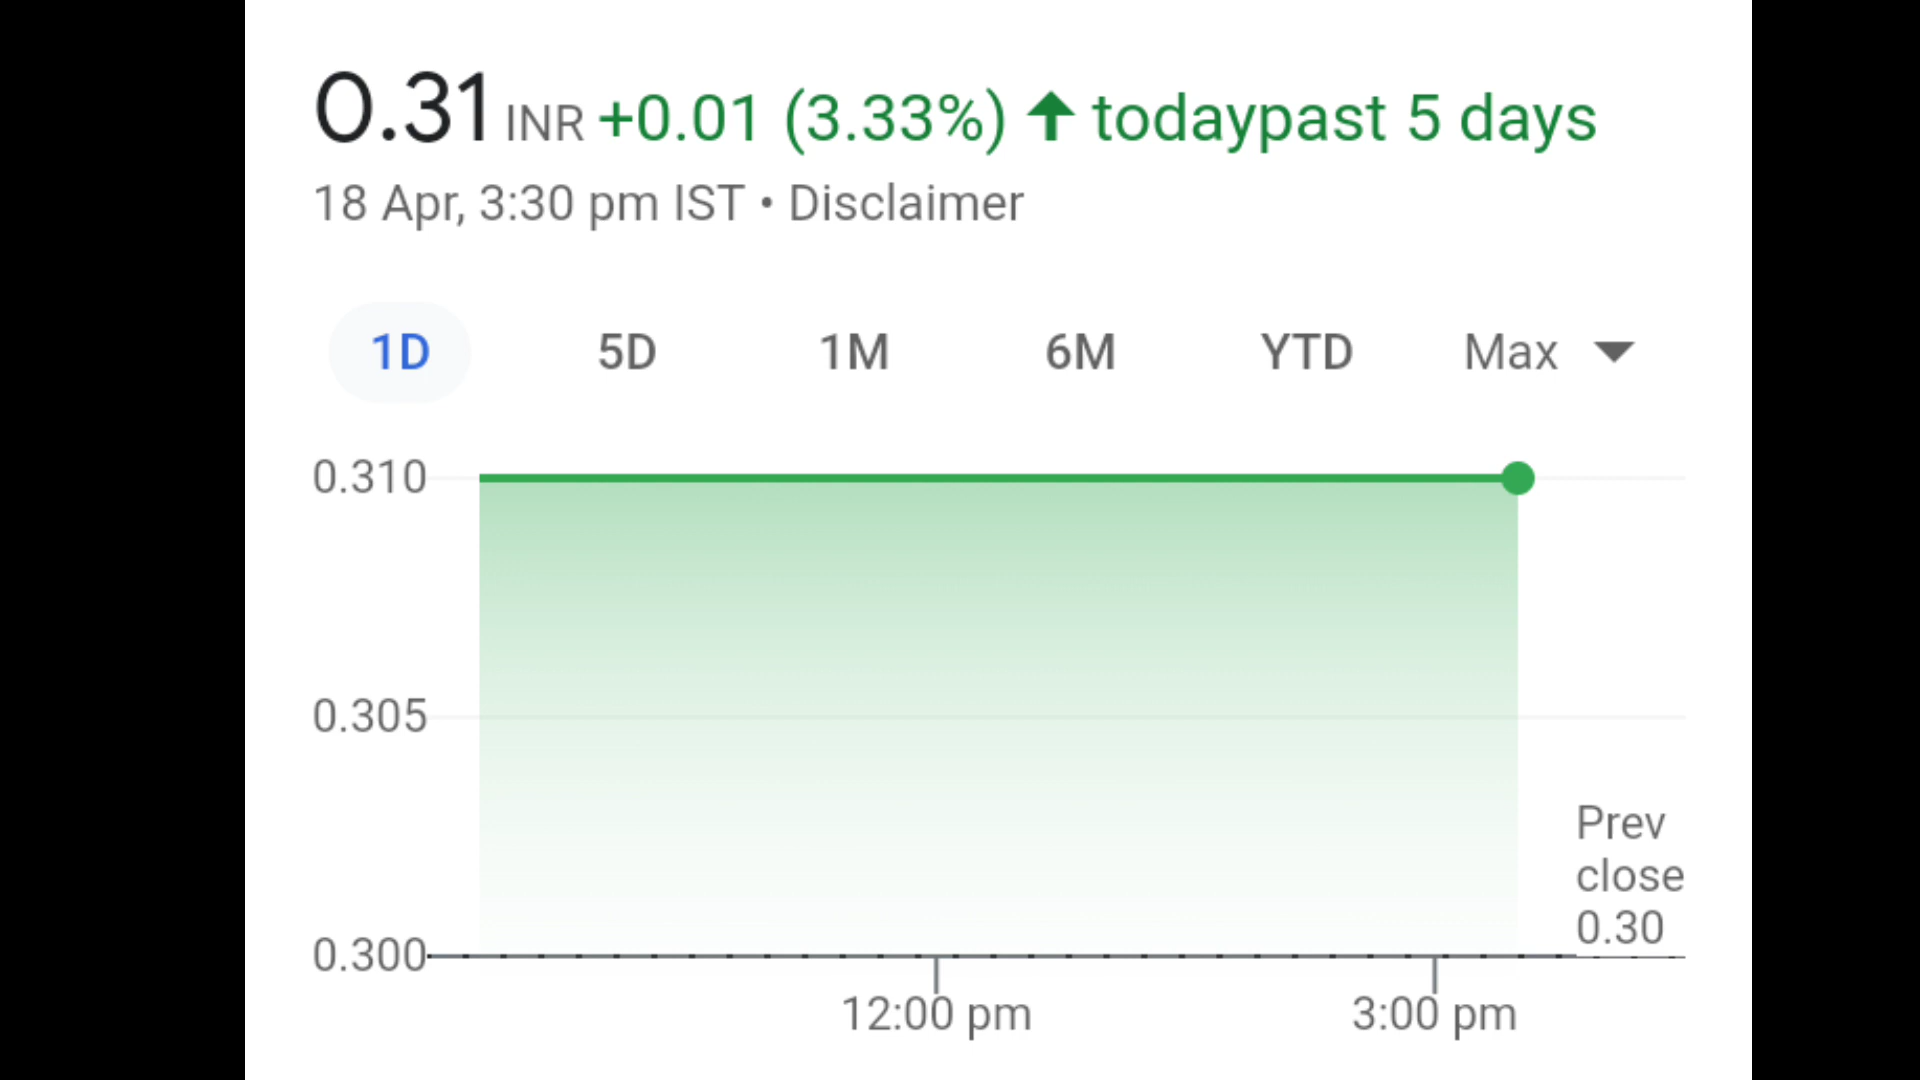 0.31 INR +0.01 (3.33%) ↑ todaypast 5 days
18 Apr, 3:30 pm IST • Disclaimer
1D 5D 1M 6M YTD Max
0.310
0.305
Prev
close
0.30
0.300
12:00 pm 3:00 pm